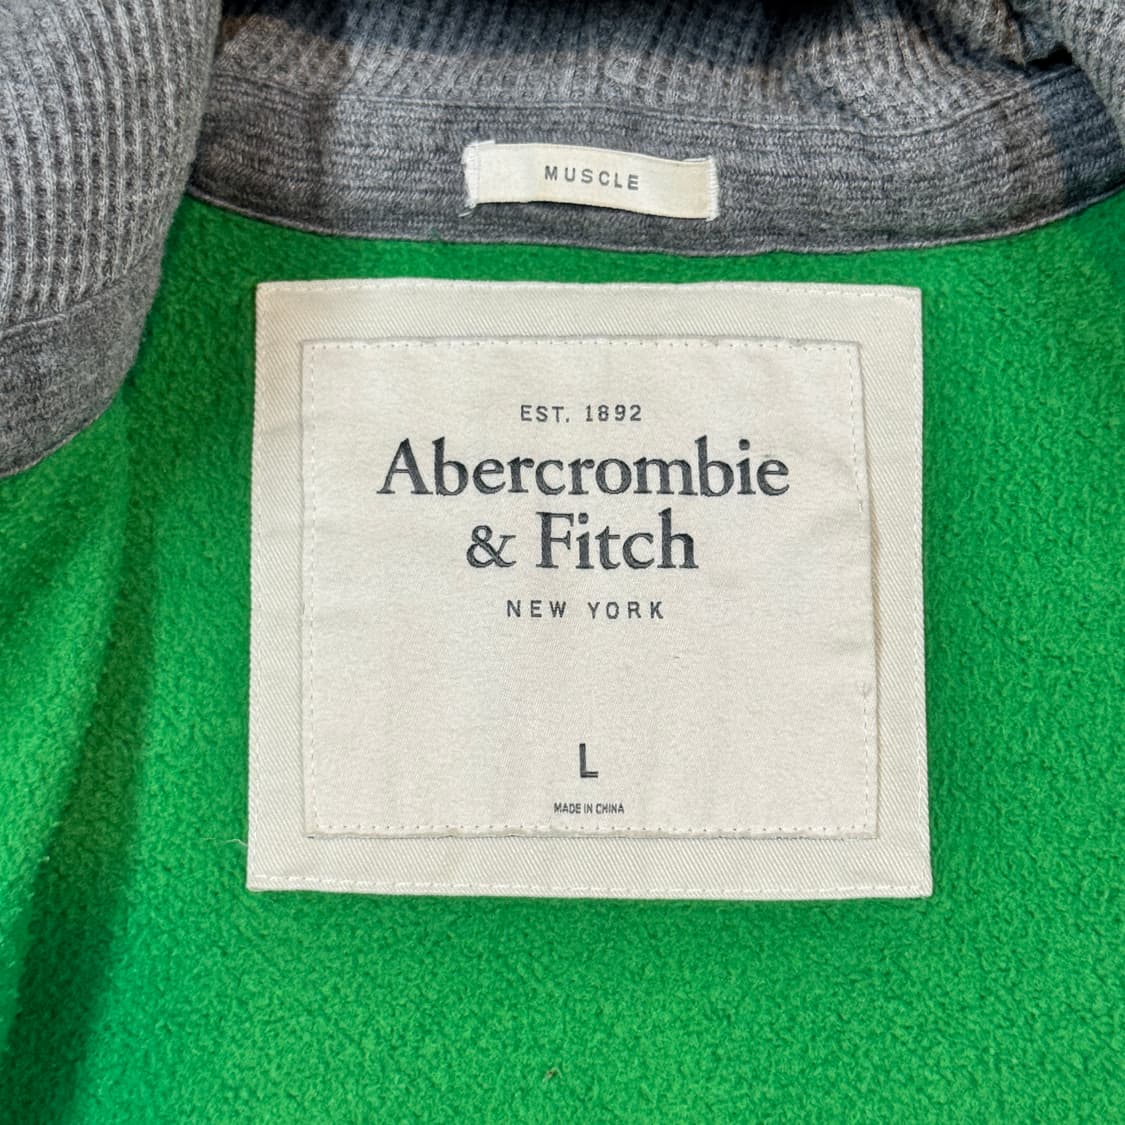 MUSCLE
EST. 1892
Abercrombie
& Fitch
NEW YORK
L
MADE IN CHINA